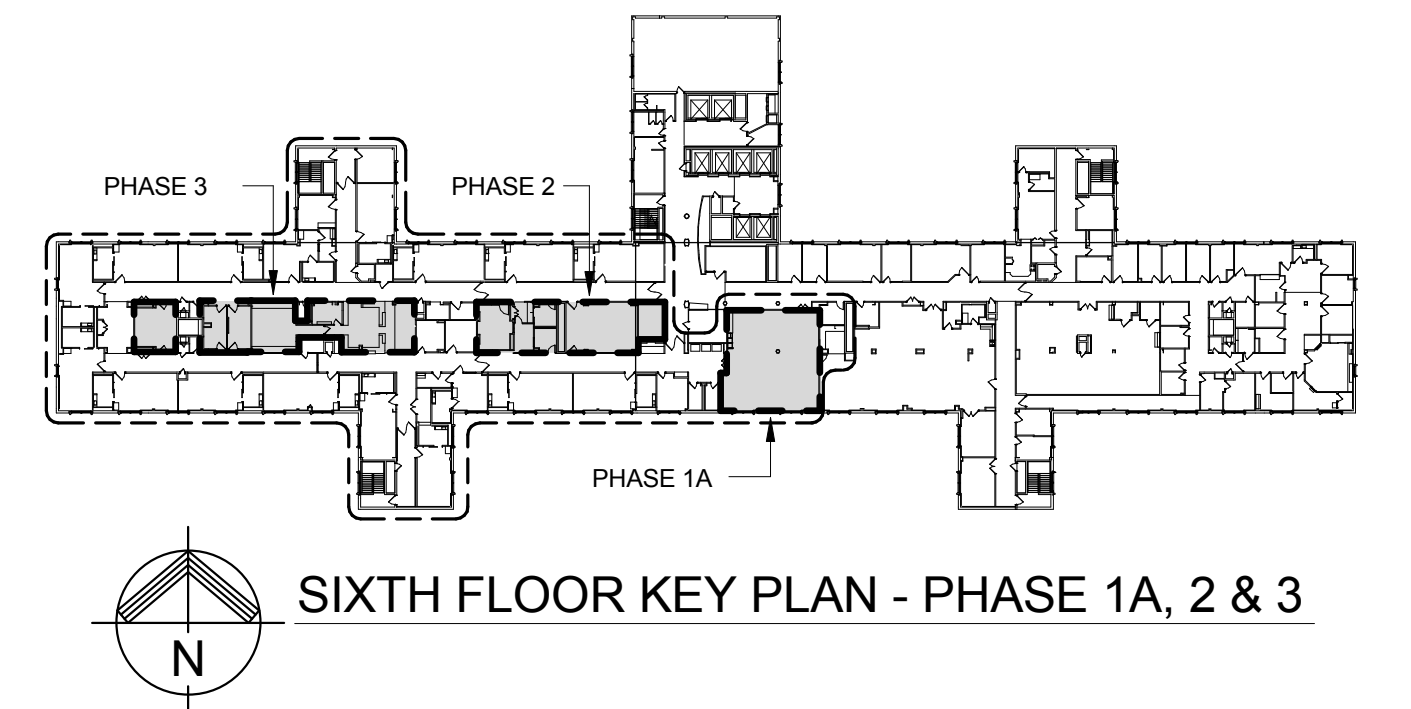 PHASE 3
PHASE 2
PHASE 1A
N
SIXTH FLOOR KEY PLAN - PHASE 1A, 2 & 3